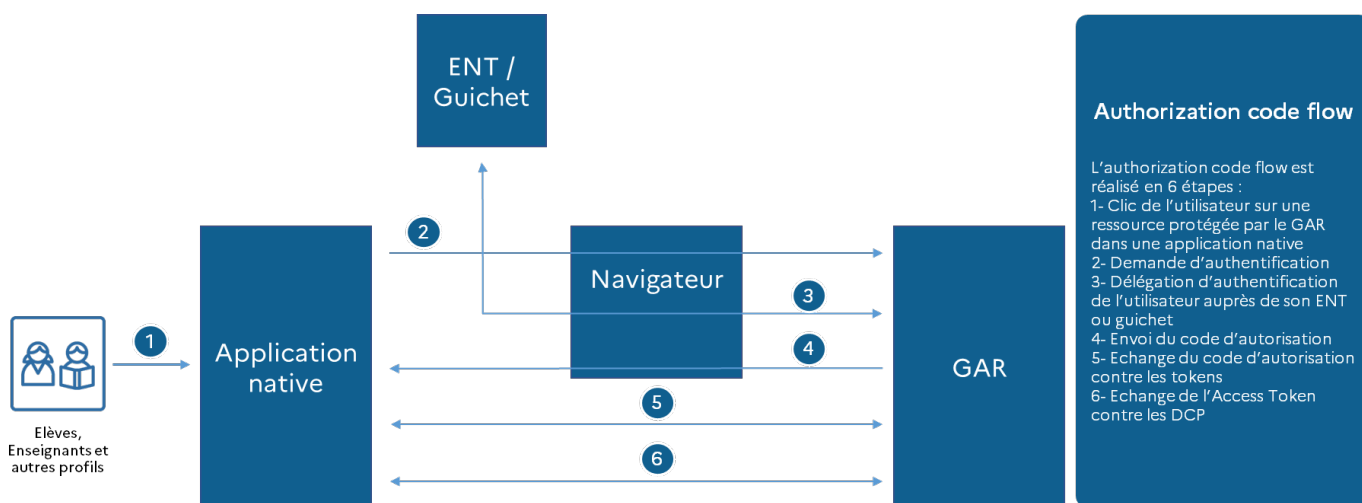 ENT /
Guichet
Authorization code flow
L'authorization code flow est
réalisé en 6 étapes :
1- Clic de l'utilisateur sur une
ressource protégée par le GAR
dans une application native
2- Demande d'authentification
3- Délégation d'authentification
de l'utilisateur auprès de son ENT
ou guichet
4- Envoi du code d'autorisation
5- Echange du code d'autorisation
contre les tokens
6- Echange de l'Access Token
contre les DCP
2
Navigateur
3
1
Application
native
4
GAR
5
6
Elèves,
Enseignants et
autres profils